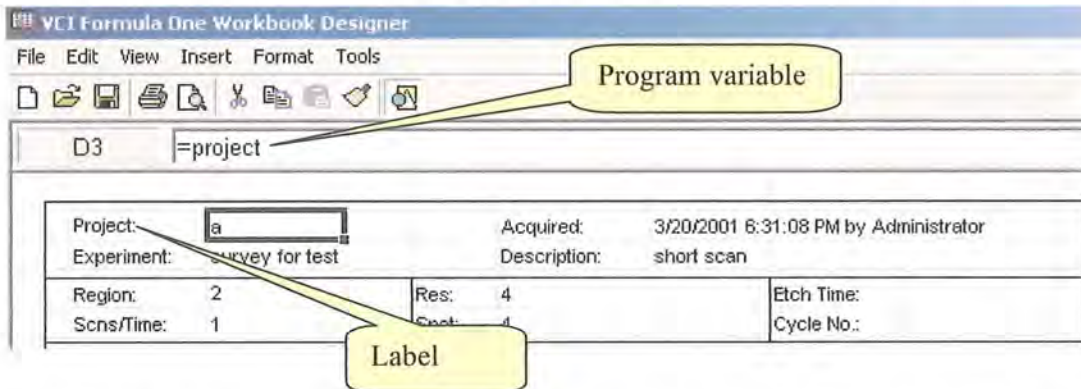 VCI Formula One Workbook Designer
File Edit View Insert Format Tools
Program variable
D3 =project
Project: a Acquired: 3/20/2001 6:31:08 PM by Administrator
Experiment: survey for test Description: short scan
Region: 2 Res: 4 Etch Time:
Scns/Time: 1 Spot: 4 Cycle No.:
Label